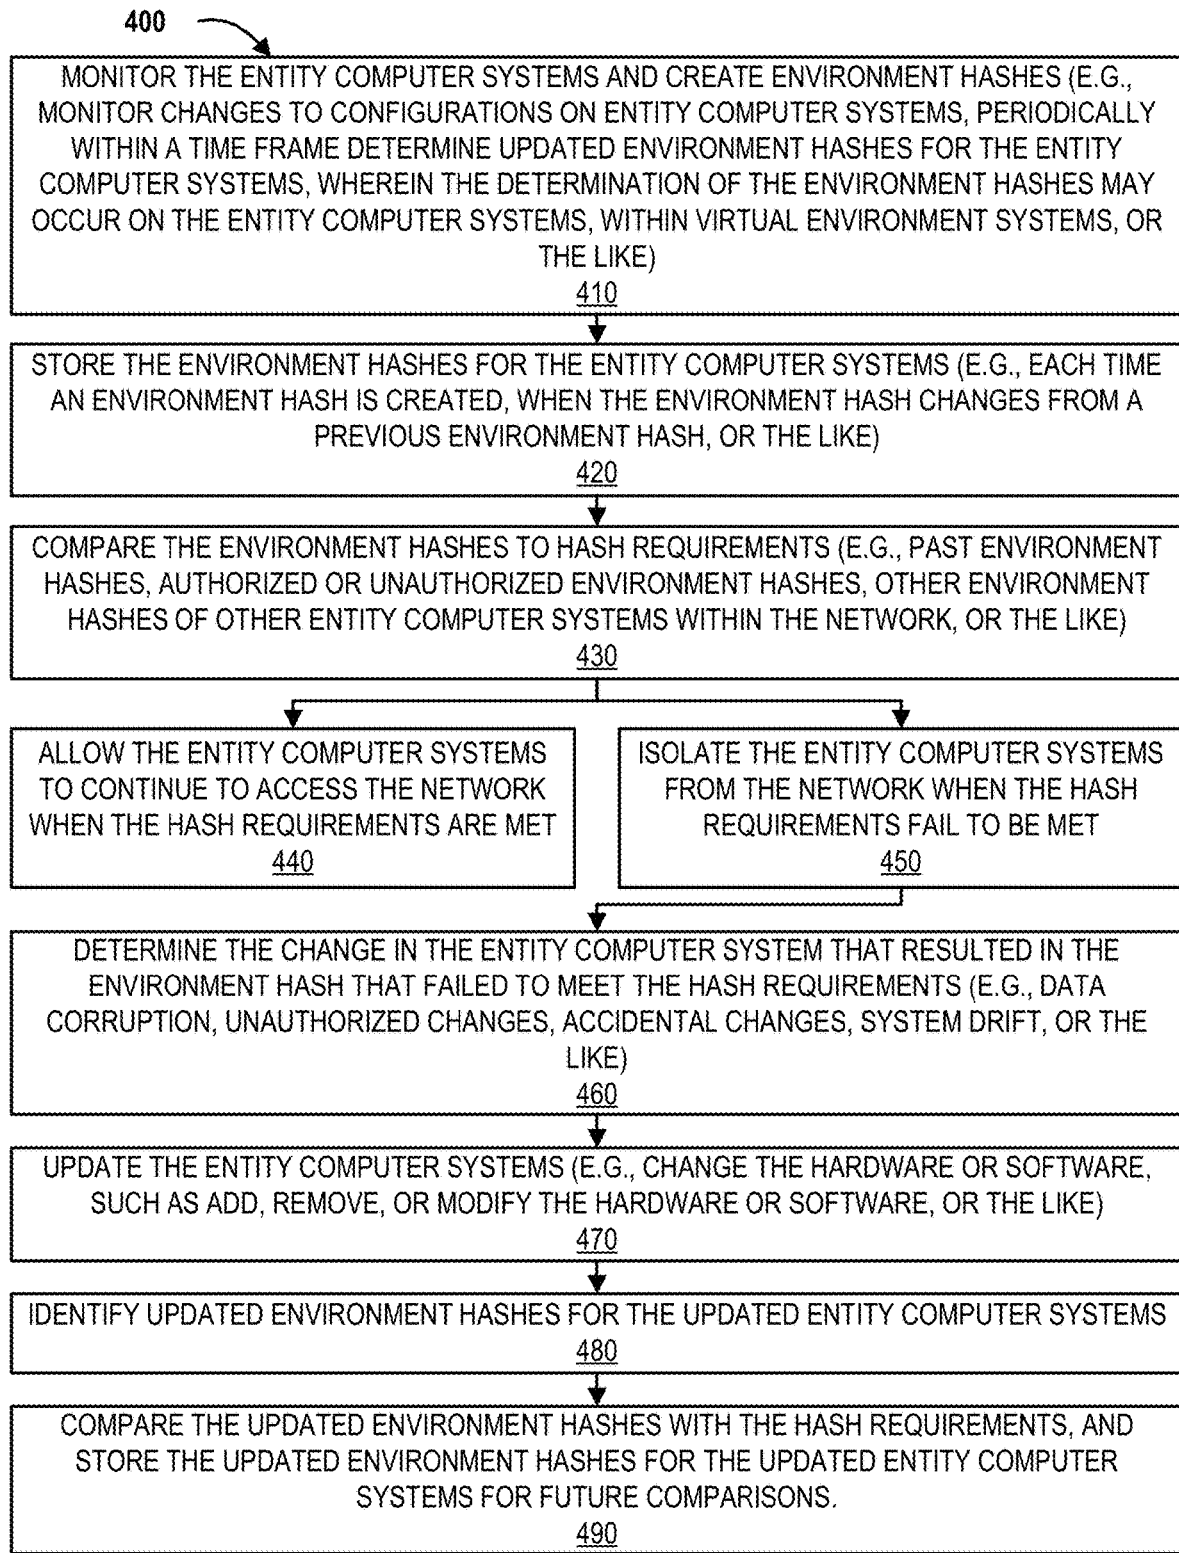 400
MONITOR THE ENTITY COMPUTER SYSTEMS AND CREATE ENVIRONMENT HASHES (E.G.,
MONITOR CHANGES TO CONFIGURATIONS ON ENTITY COMPUTER SYSTEMS, PERIODICALLY
WITHIN A TIME FRAME DETERMINE UPDATED ENVIRONMENT HASHES FOR THE ENTITY
COMPUTER SYSTEMS, WHEREIN THE DETERMINATION OF THE ENVIRONMENT HASHES MAY
OCCUR ON THE ENTITY COMPUTER SYSTEMS, WITHIN VIRTUAL ENVIRONMENT SYSTEMS, OR
THE LIKE)
410
STORE THE ENVIRONMENT HASHES FOR THE ENTITY COMPUTER SYSTEMS (E.G., EACH TIME
AN ENVIRONMENT HASH IS CREATED, WHEN THE ENVIRONMENT HASH CHANGES FROM A
PREVIOUS ENVIRONMENT HASH, OR THE LIKE)
420
COMPARE THE ENVIRONMENT HASHES TO HASH REQUIREMENTS (E.G., PAST ENVIRONMENT
HASHES, AUTHORIZED OR UNAUTHORIZED ENVIRONMENT HASHES, OTHER ENVIRONMENT
HASHES OF OTHER ENTITY COMPUTER SYSTEMS WITHIN THE NETWORK, OR THE LIKE)
430
ALLOW THE ENTITY COMPUTER SYSTEMS
TO CONTINUE TO ACCESS THE NETWORK
WHEN THE HASH REQUIREMENTS ARE MET
440
ISOLATE THE ENTITY COMPUTER SYSTEMS
FROM THE NETWORK WHEN THE HASH
REQUIREMENTS FAIL TO BE MET
450
DETERMINE THE CHANGE IN THE ENTITY COMPUTER SYSTEM THAT RESULTED IN THE
ENVIRONMENT HASH THAT FAILED TO MEET THE HASH REQUIREMENTS (E.G., DATA
CORRUPTION, UNAUTHORIZED CHANGES, ACCIDENTAL CHANGES, SYSTEM DRIFT, OR THE
LIKE)
460
UPDATE THE ENTITY COMPUTER SYSTEMS (E.G., CHANGE THE HARDWARE OR SOFTWARE,
SUCH AS ADD, REMOVE, OR MODIFY THE HARDWARE OR SOFTWARE, OR THE LIKE)
470
IDENTIFY UPDATED ENVIRONMENT HASHES FOR THE UPDATED ENTITY COMPUTER SYSTEMS
480
COMPARE THE UPDATED ENVIRONMENT HASHES WITH THE HASH REQUIREMENTS, AND
STORE THE UPDATED ENVIRONMENT HASHES FOR THE UPDATED ENTITY COMPUTER
SYSTEMS FOR FUTURE COMPARISONS.
490